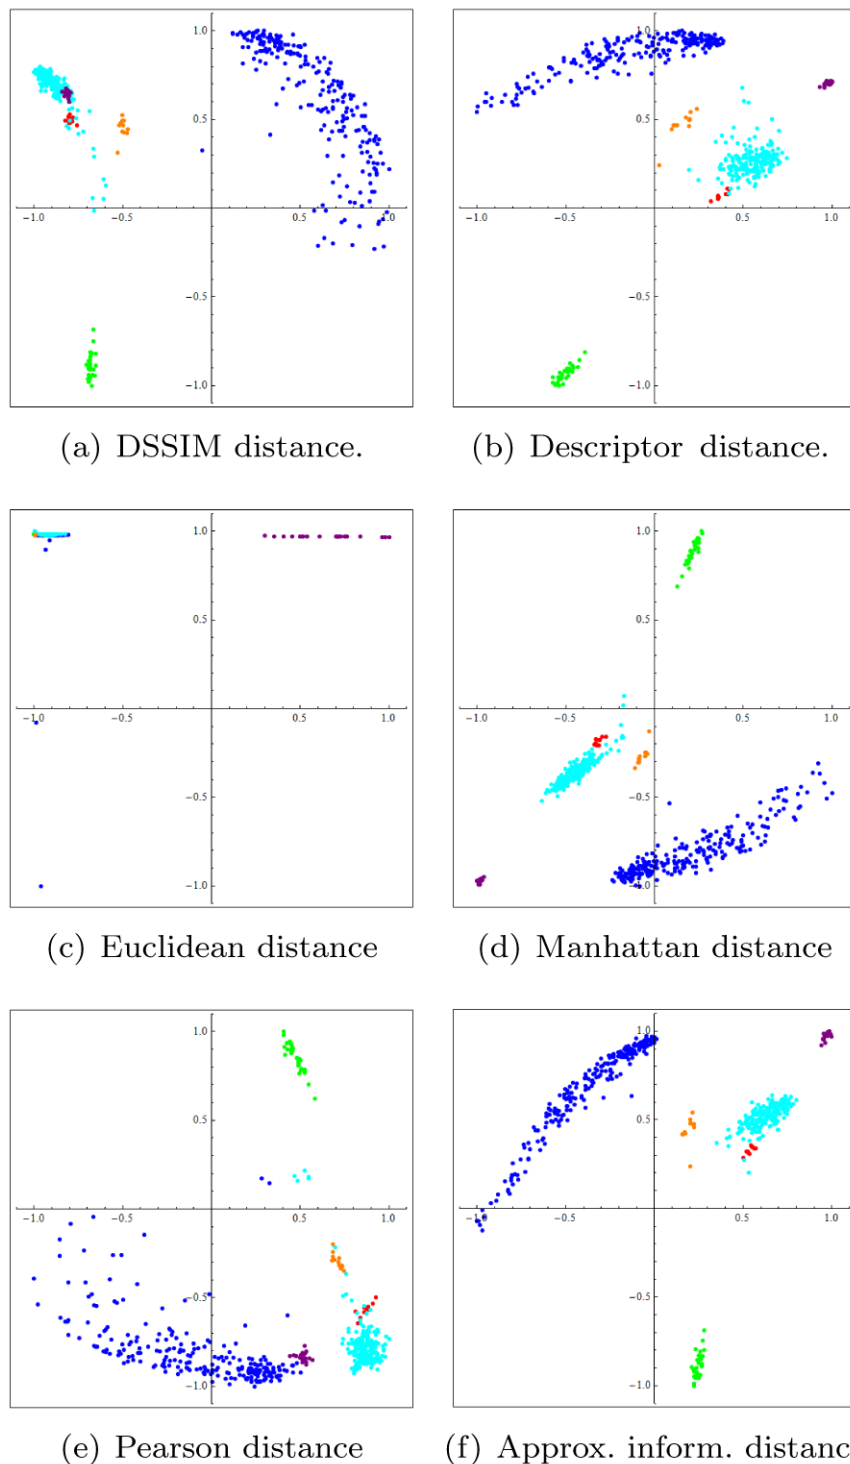 1.0
0.5
−1.0 −0.5 0.5 1.0
−0.5
−1.0
(a) DSSIM distance.
1.0
0.5
−1.0 −0.5 0.5 1.0
−0.5
−1.0
(b) Descriptor distance.
1.0
0.5
−1.0 −0.5 0.5 1.0
−0.5
−1.0
(c) Euclidean distance
1.0
0.5
−1.0 −0.5 0.5 1.0
−0.5
−1.0
(d) Manhattan distance
1.0
0.5
−1.0 −0.5 0.5 1.0
−0.5
−1.0
(e) Pearson distance
1.0
0.5
−1.0 −0.5 0.5 1.0
−0.5
−1.0
(f) Approx. inform. distanc